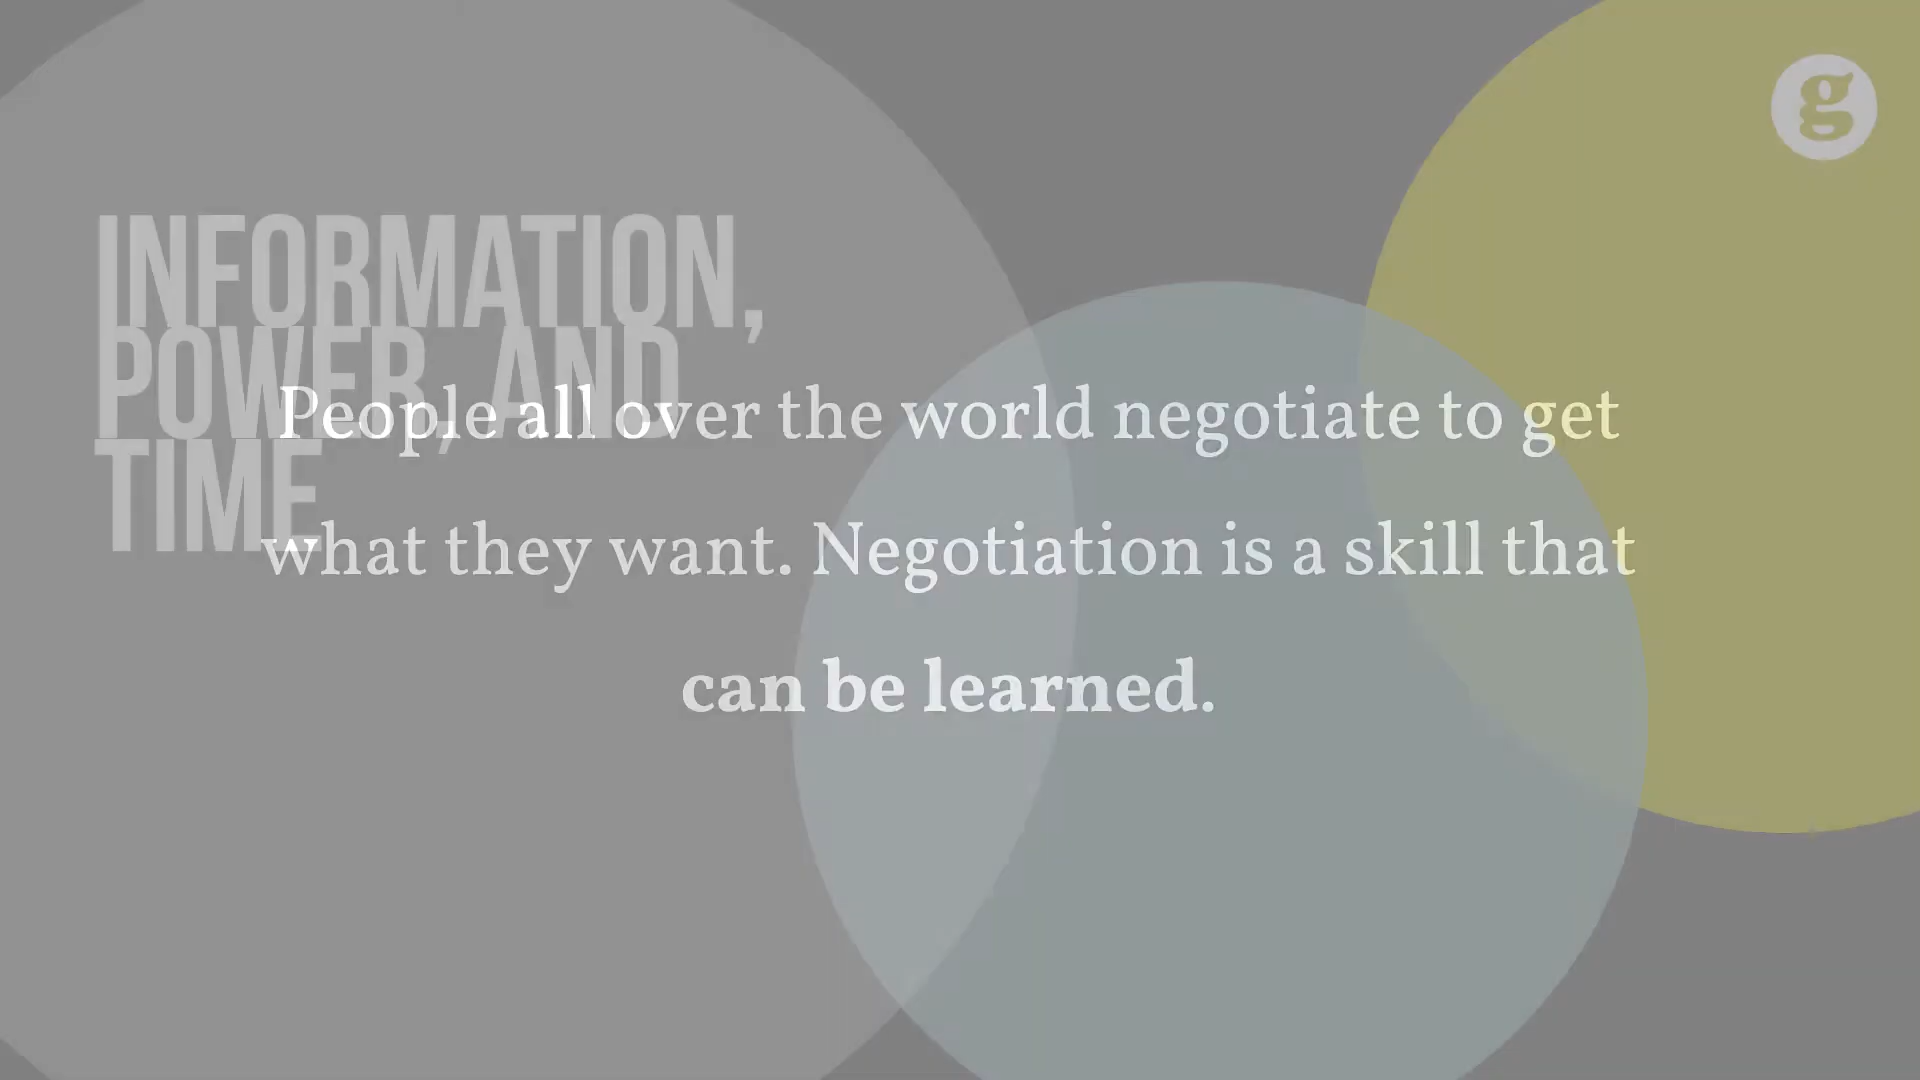 g
INFORMATION,
POWER, AND
TIME
People all over the world negotiate to get
what they want. Negotiation is a skill that
can be learned.